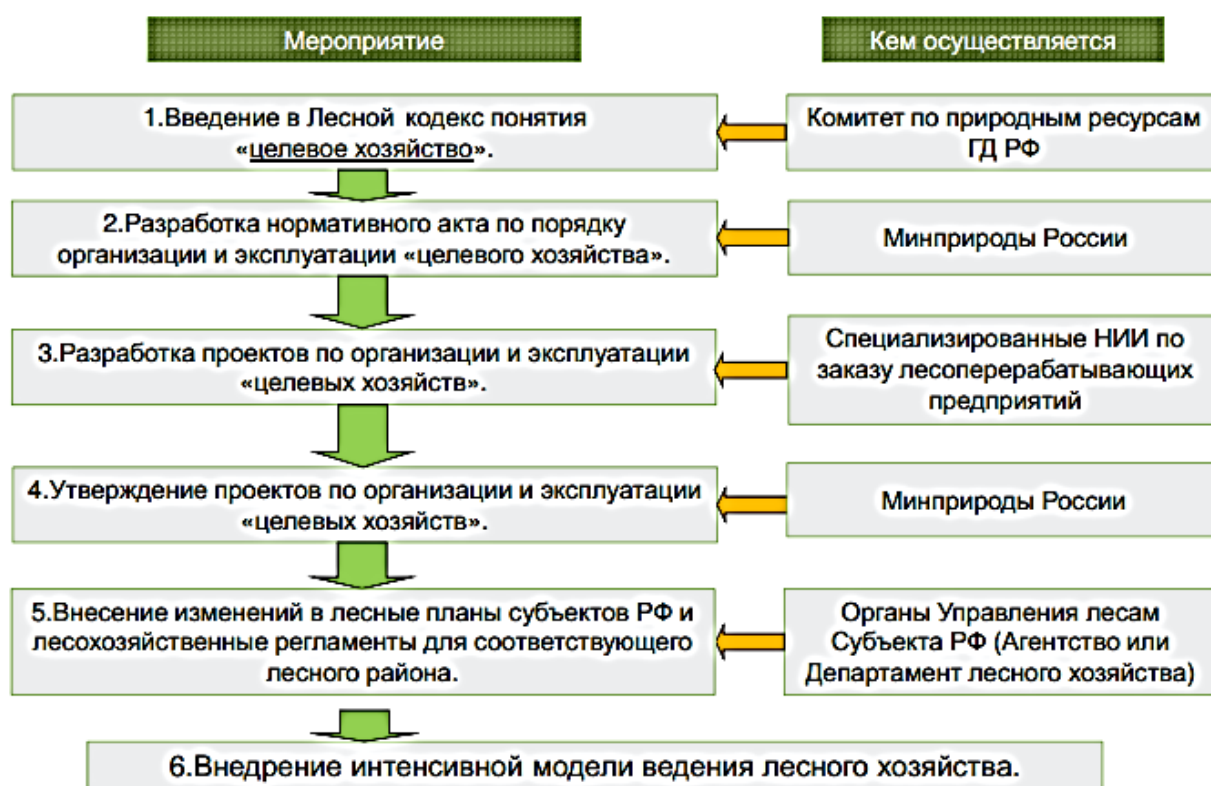 Мероприятие
Кем осуществляется
1.Введение в Лесной кодекс понятия
«целевое хозяйство».
Комитет по природным ресурсам
ГД РФ
2.Разработка нормативного акта по порядку
организации и эксплуатации «целевого хозяйства».
Минприроды России
3.Разработка проектов по организации и эксплуатации
«целевых хозяйств».
Специализированные НИИ по
заказу лесоперерабатывающих
предприятий
4.Утверждение проектов по организации и эксплуатации
«целевых хозяйств».
Минприроды России
5.Внесение изменений в лесные планы субъектов РФ и
лесохозяйственные регламенты для соответствующего
лесного района.
Органы Управления лесам
Субъекта РФ (Агентство или
Департамент лесного хозяйства)
6.Внедрение интенсивной модели ведения лесного хозяйства.